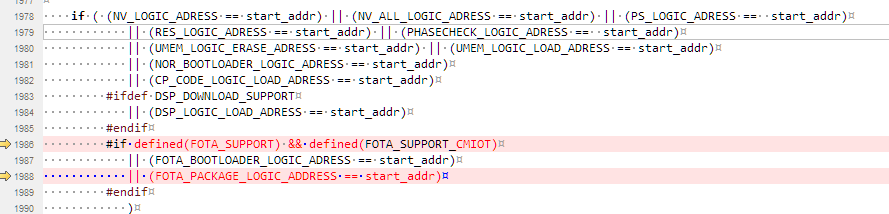 1978 if ( (NV_LOGIC_ADRESS == start_addr) || (NV_ALL_LOGIC_ADRESS == start_addr) || (PS_LOGIC_ADRESS == start_addr)
1979 || (RES_LOGIC_ADRESS == start_addr) || (PHASECHECK_LOGIC_ADRESS == start_addr)
1980 || (UMEM_LOGIC_ERASE_ADRESS == start_addr) || (UMEM_LOGIC_LOAD_ADRESS == start_addr)
1981 || (NOR_BOOTLOADER_LOGIC_ADRESS == start_addr)
1982 || (CP_CODE_LOGIC_LOAD_ADRESS == start_addr)
1983 #ifdef DSP_DOWNLOAD_SUPPORT
1984 || (DSP_LOGIC_LOAD_ADRESS == start_addr)
1985 #endif
1986 #if defined(FOTA_SUPPORT) && defined(FOTA_SUPPORT_CMIOT)
1987 || (FOTA_BOOTLOADER_LOGIC_ADRESS == start_addr)
1988 || (FOTA_PACKAGE_LOGIC_ADDRESS == start_addr)
1989 #endif
1990 )